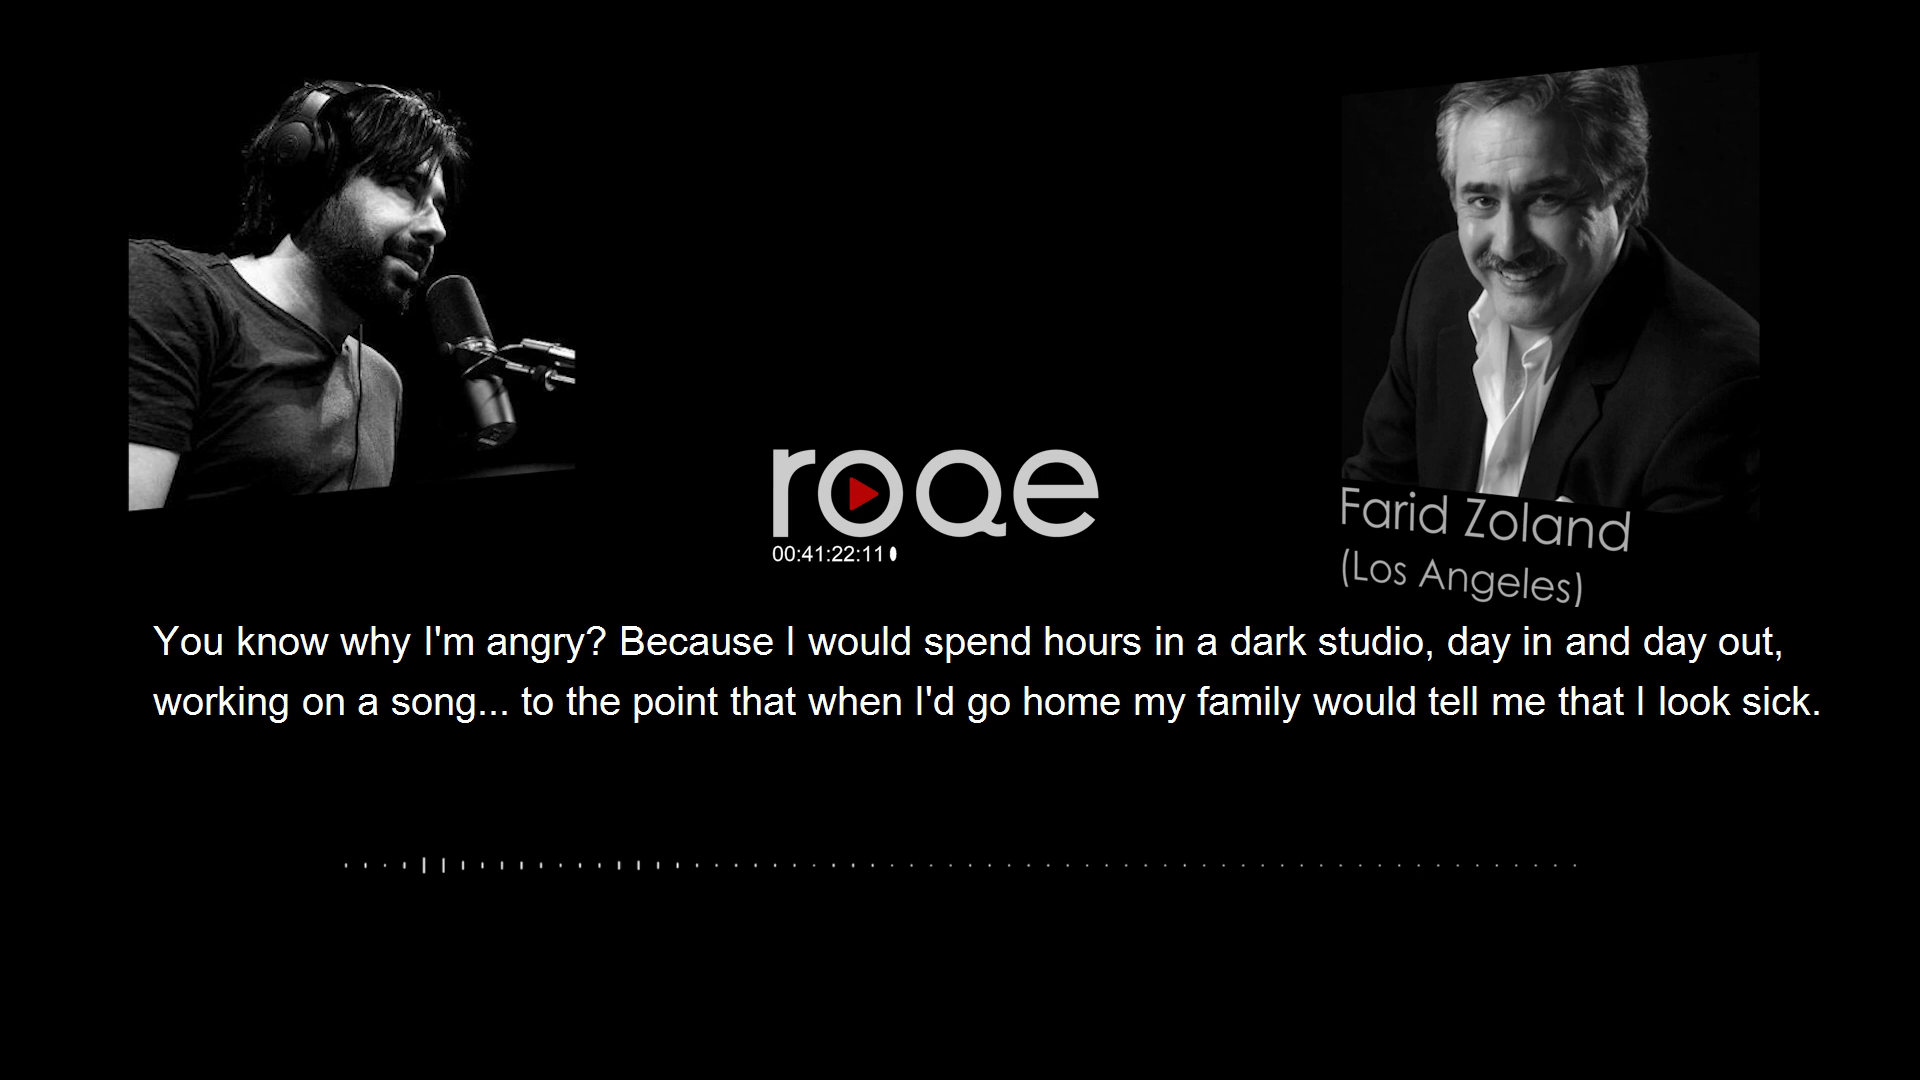 roqe
00:41:22:11
Farid Zoland
(Los Angeles)
You know why I'm angry? Because I would spend hours in a dark studio, day in and day out,
working on a song... to the point that when I'd go home my family would tell me that I look sick.